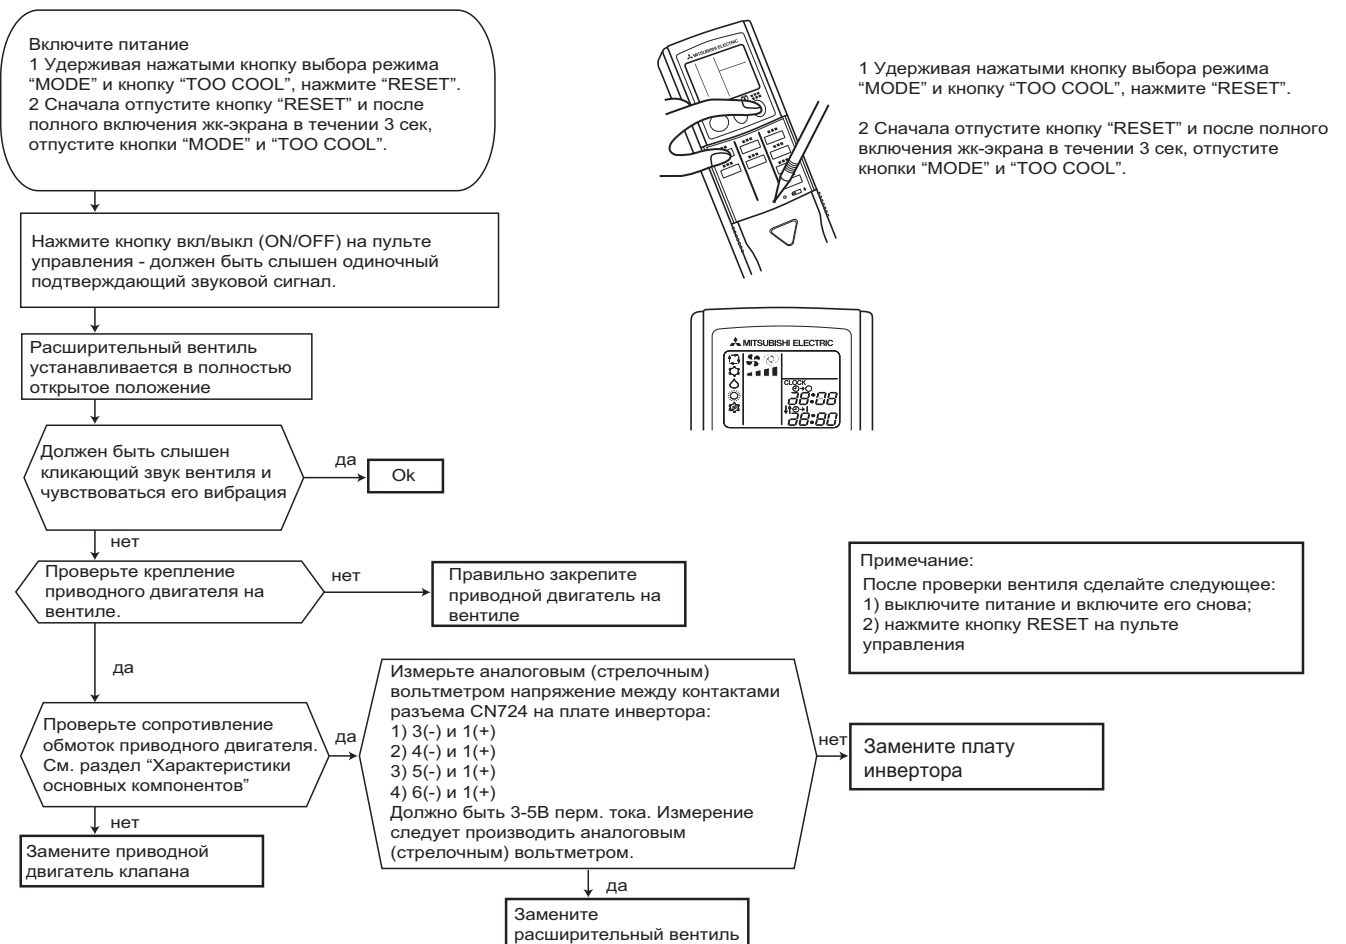 Включите питание
1 Удерживая нажатыми кнопку выбора режима
“MODE” и кнопку “TOO COOL”, нажмите “RESET”.
2 Сначала отпустите кнопку “RESET” и после
полного включения жк-экрана в течении 3 сек,
отпустите кнопки “MODE” и “TOO COOL”.
MITSUBISHI ELECTRIC
1 Удерживая нажатыми кнопку выбора режима
“MODE” и кнопку “TOO COOL”, нажмите “RESET”.
2 Сначала отпустите кнопку “RESET” и после полного
включения жк-экрана в течении 3 сек, отпустите
кнопки “MODE” и “TOO COOL”.
Нажмите кнопку вкл/выкл (ON/OFF) на пульте
управления - должен быть слышен одиночный
подтверждающий звуковой сигнал.
Расширительный вентиль
устанавливается в полностью
открытое положение
MITSUBISHI ELECTRIC
CLOCK
88:08
38:80
Должен быть слышен
кликающий звук вентиля и
чувствоваться его вибрация
да
Ok
нет
Проверьте крепление
приводного двигателя на
вентиле.
нет
Правильно закрепите
приводной двигатель на
вентиле
Примечание:
После проверки вентиля сделайте следующее:
1) выключите питание и включите его снова;
2) нажмите кнопку RESET на пульте
управления
да
Проверьте сопротивление
обмоток приводного двигателя.
См. раздел “Характеристики
основных компонентов”
да
Измерьте аналоговым (стрелочным)
вольтметром напряжение между контактами
разъема CN724 на плате инвертора:
1) 3(-) и 1(+)
2) 4(-) и 1(+)
3) 5(-) и 1(+)
4) 6(-) и 1(+)
Должно быть 3-5В перм. тока. Измерение
следует производить аналоговым
(стрелочным) вольтметром.
нет
Замените плату
инвертора
нет
Замените приводной
двигатель клапана
да
Замените
расширительный вентиль